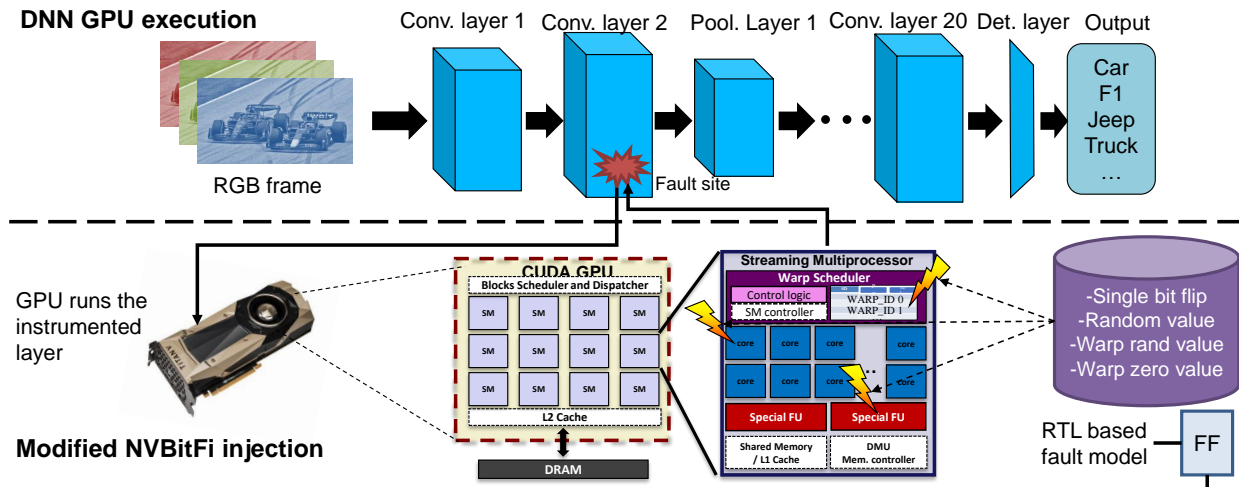 DNN GPU execution
Conv. layer 1
Conv. layer 2
Pool. Layer 1
Conv. layer 20
Det. layer
Output
Car
F1
Jeep
Truck
…
RGB frame
Fault site
GPU runs the
instrumented
layer
TITAN V
Modified NVBitFi injection
CUDA GPU
Blocks Scheduler and Dispatcher
SM SM SM SM
SM SM SM SM
SM SM SM SM
L2 Cache
DRAM
Streaming Multiprocessor
Warp Scheduler
Control logic
SM controller
WARP_ID 0
WARP_ID 1
core core core core
core core core core
Special FU
Special FU
Shared Memory
/ L1 Cache
DMU
Mem. controller
-Single bit flip
-Random value
-Warp rand value
-Warp zero value
RTL based
fault model
FF